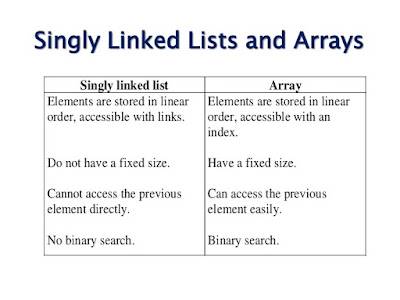 Singly Linked Lists and Arrays
Singly linked list
Array
Elements are stored in linear
order, accessible with links.
Elements are stored in linear
order, accessible with an
index.
Do not have a fixed size.
Have a fixed size.
Cannot access the previous
element directly.
Can access the previous
element easily.
No binary search.
Binary search.